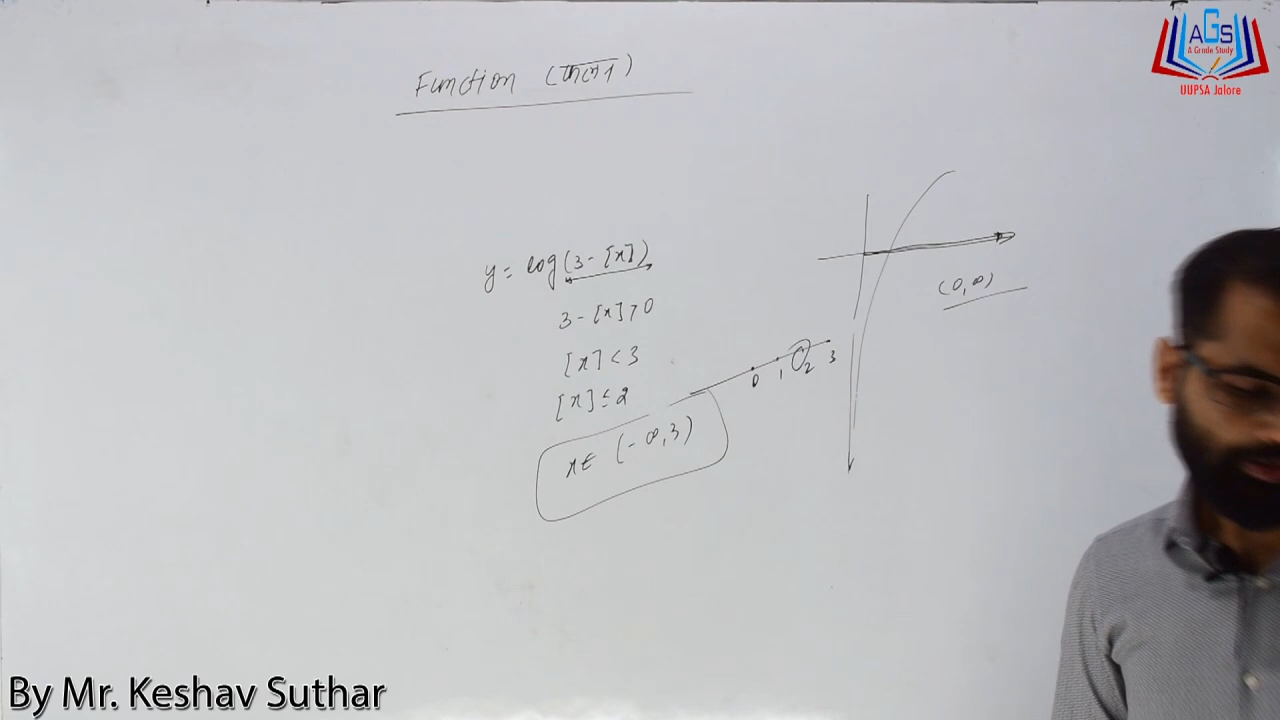 Function (फलन)
y = log(3-[x])
3-[x]>0
[x]<3
[x]≤2
x∈ (-∞,3)
0 1 2 3
(0,∞)
AGS
A Grade Study
UUPSA Jalore
By Mr. Keshav Suthar